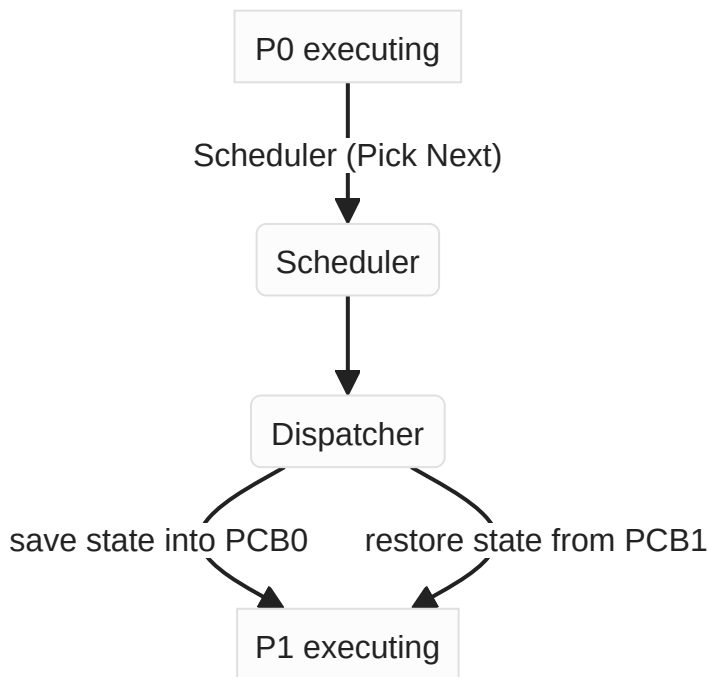 P0 executing
Scheduler (Pick Next)
Scheduler
Dispatcher
save state into PCB0
restore state from PCB1
P1 executing